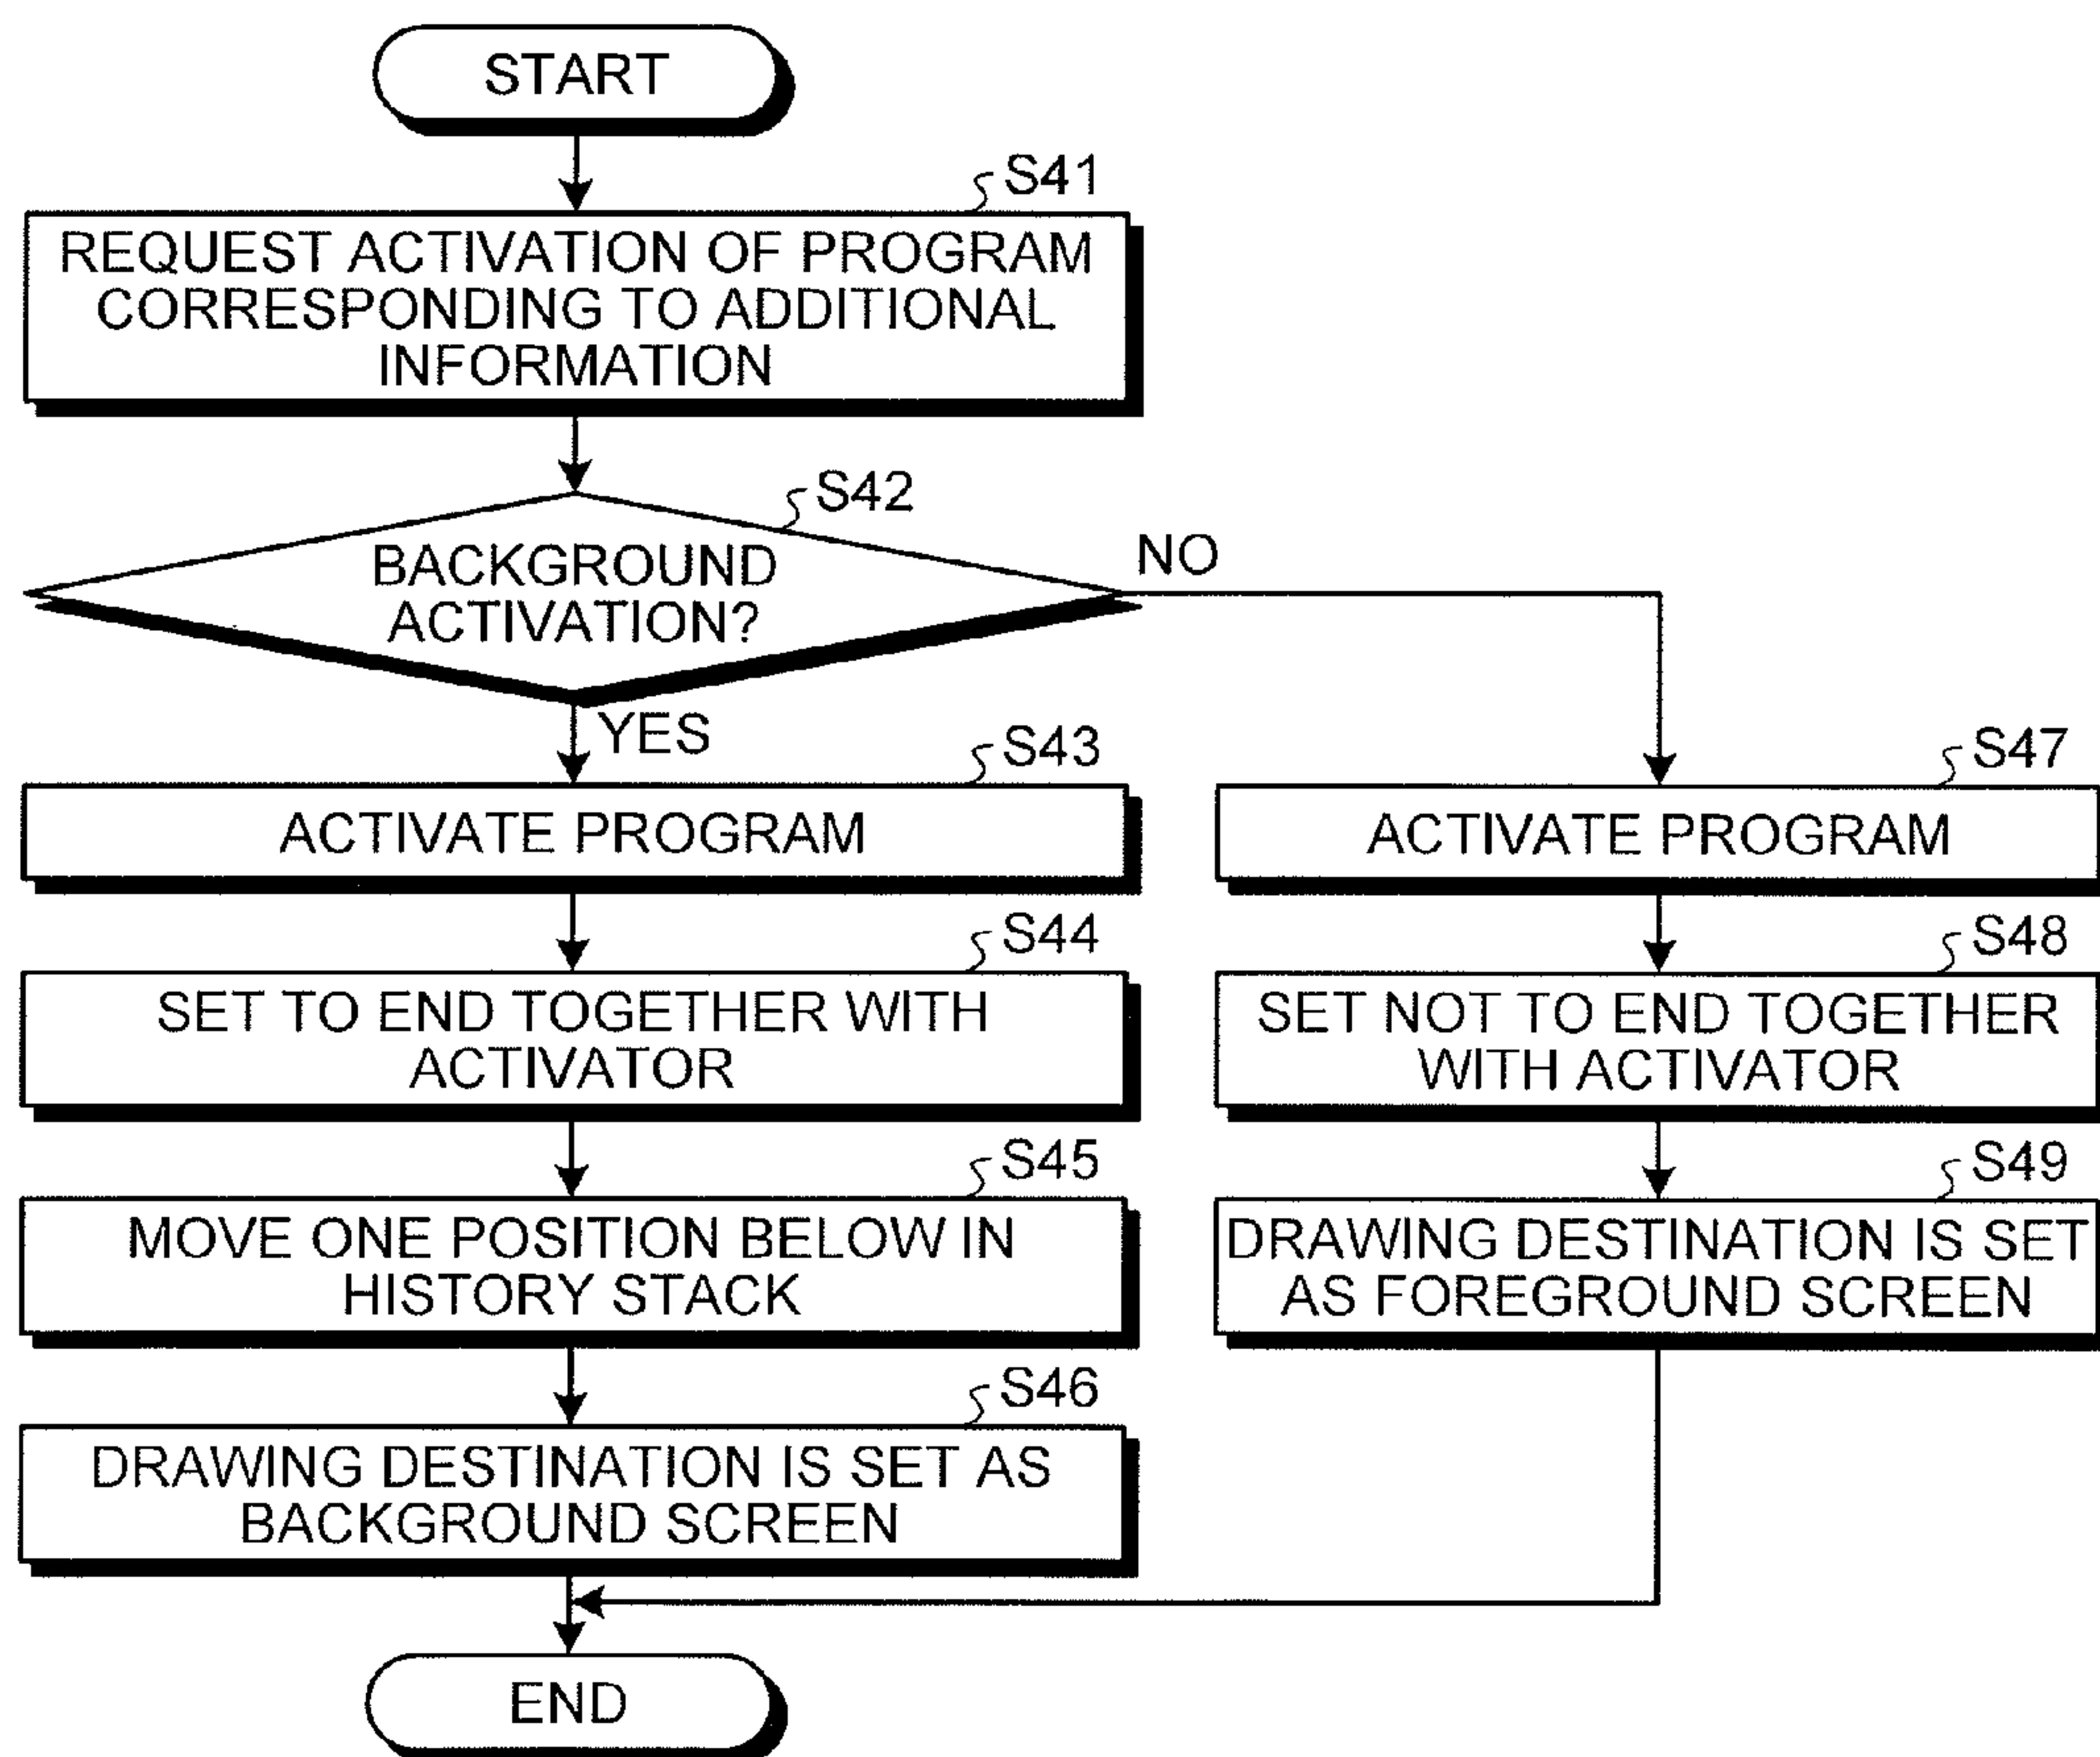 START
S41
REQUEST ACTIVATION OF PROGRAM
CORRESPONDING TO ADDITIONAL
INFORMATION
S42
BACKGROUND
ACTIVATION?
NO
YES
S43
ACTIVATE PROGRAM
S44
SET TO END TOGETHER WITH
ACTIVATOR
S45
MOVE ONE POSITION BELOW IN
HISTORY STACK
S46
DRAWING DESTINATION IS SET AS
BACKGROUND SCREEN
S47
ACTIVATE PROGRAM
S48
SET NOT TO END TOGETHER
WITH ACTIVATOR
S49
DRAWING DESTINATION IS SET
AS FOREGROUND SCREEN
END